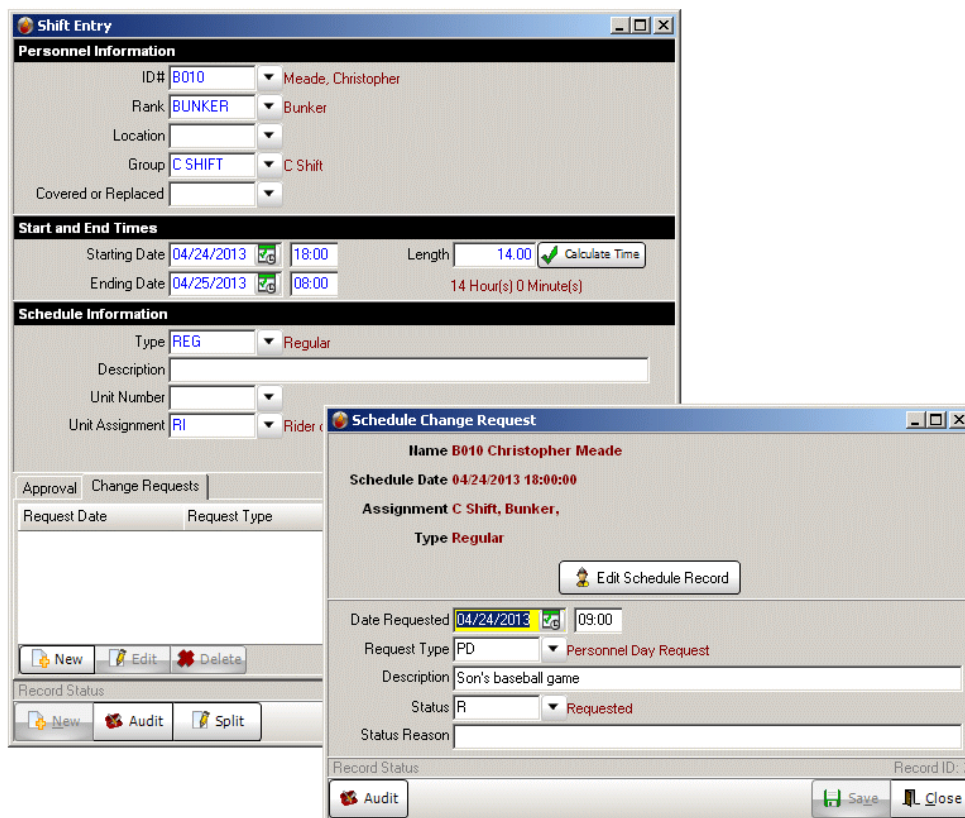 Shift Entry
Personnel Information
ID# B010 Meade, Christopher
Rank BUNKER Bunker
Location
Group C SHIFT C Shift
Covered or Replaced
Start and End Times
Starting Date 04/24/2013 18:00 Length 14.00 Calculate Time
Ending Date 04/25/2013 08:00 14 Hour(s) 0 Minute(s)
Schedule Information
Type REG Regular
Description
Unit Number
Unit Assignment RI Rider
Approval Change Requests
Request Date Request Type
New Edit Delete
Record Status
New Audit Split
Schedule Change Request
Name B010 Christopher Meade
Schedule Date 04/24/2013 18:00:00
Assignment C Shift, Bunker,
Type Regular
Edit Schedule Record
Date Requested 04/24/2013 09:00
Request Type PD Personnel Day Request
Description Son's baseball game
Status R Requested
Status Reason
Record Status Record ID:
Audit Save Close